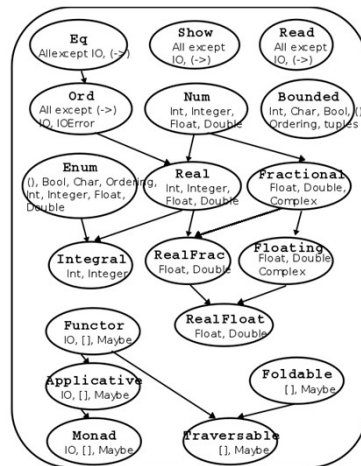 Eq
All except IO, (->)
Show
All except
IO, (->)
Read
All except
IO, (->)
Ord
All except (->)
IO, IOError
Num
Int, Integer,
Float, Double
Bounded
Int, Char, Bool, ()
Ordering, tuples
Enum
(), Bool, Char, Ordering,
Int, Integer, Float,
Double
Real
Int, Integer,
Float, Double
Fractional
Float, Double,
Complex
Integral
Int, Integer
RealFrac
Float, Double
Floating
Float, Double
Complex
RealFloat
Float, Double
Functor
IO, [], Maybe
Applicative
IO, [], Maybe
Foldable
[], Maybe
Monad
IO, [], Maybe
Traversable
[], Maybe